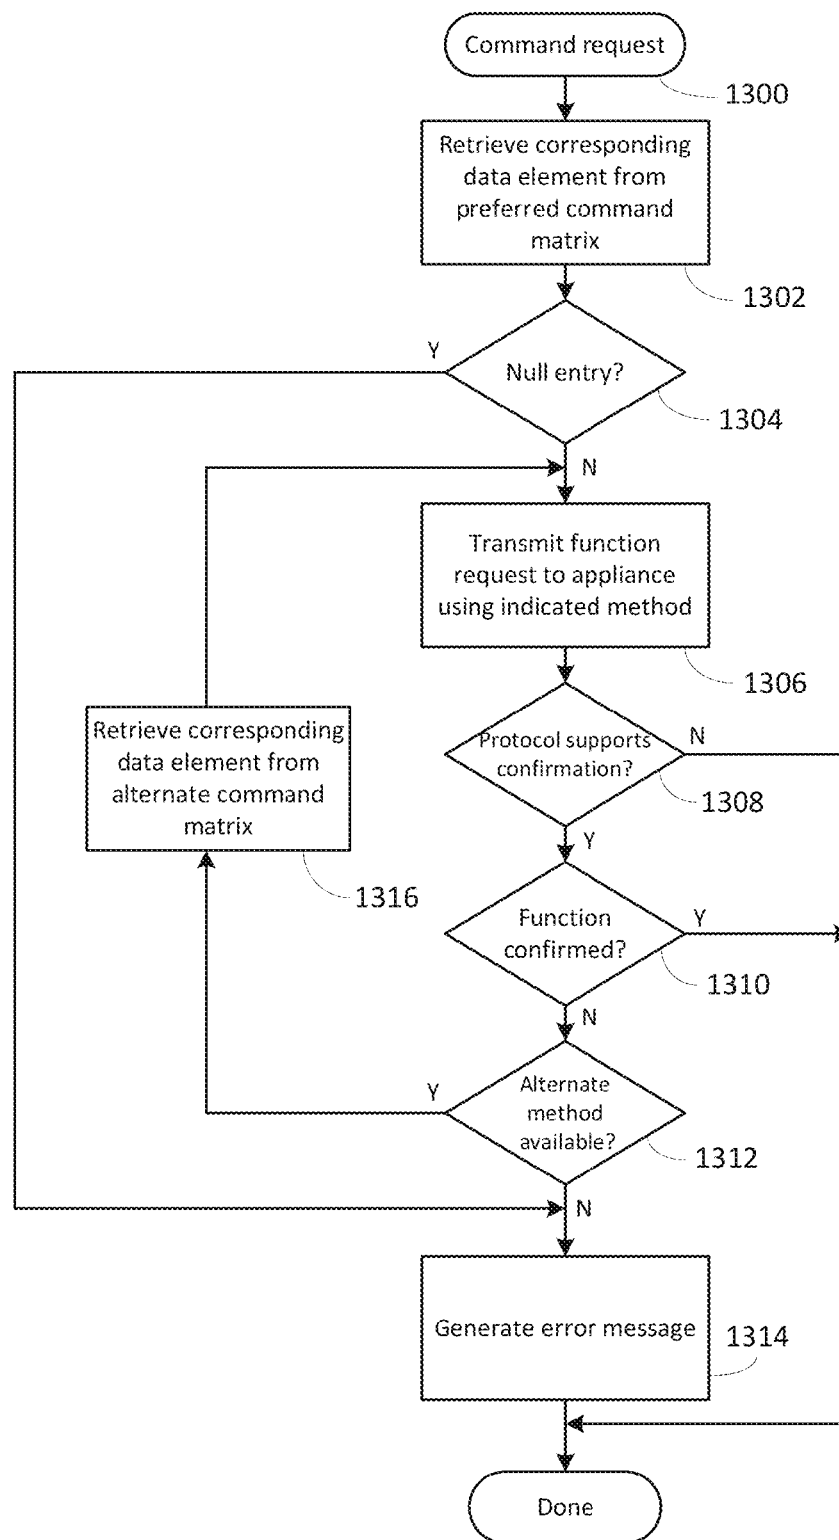 Command request
1300
Retrieve corresponding
data element from
preferred command
matrix
1302
Y
Null entry?
1304
N
Transmit function
request to appliance
using indicated method
1306
Retrieve corresponding
data element from
alternate command
matrix
1316
Protocol supports
confirmation?
N
1308
Y
Function
confirmed?
Y
1310
N
Y
Alternate
method
available?
1312
N
Generate error message
1314
Done